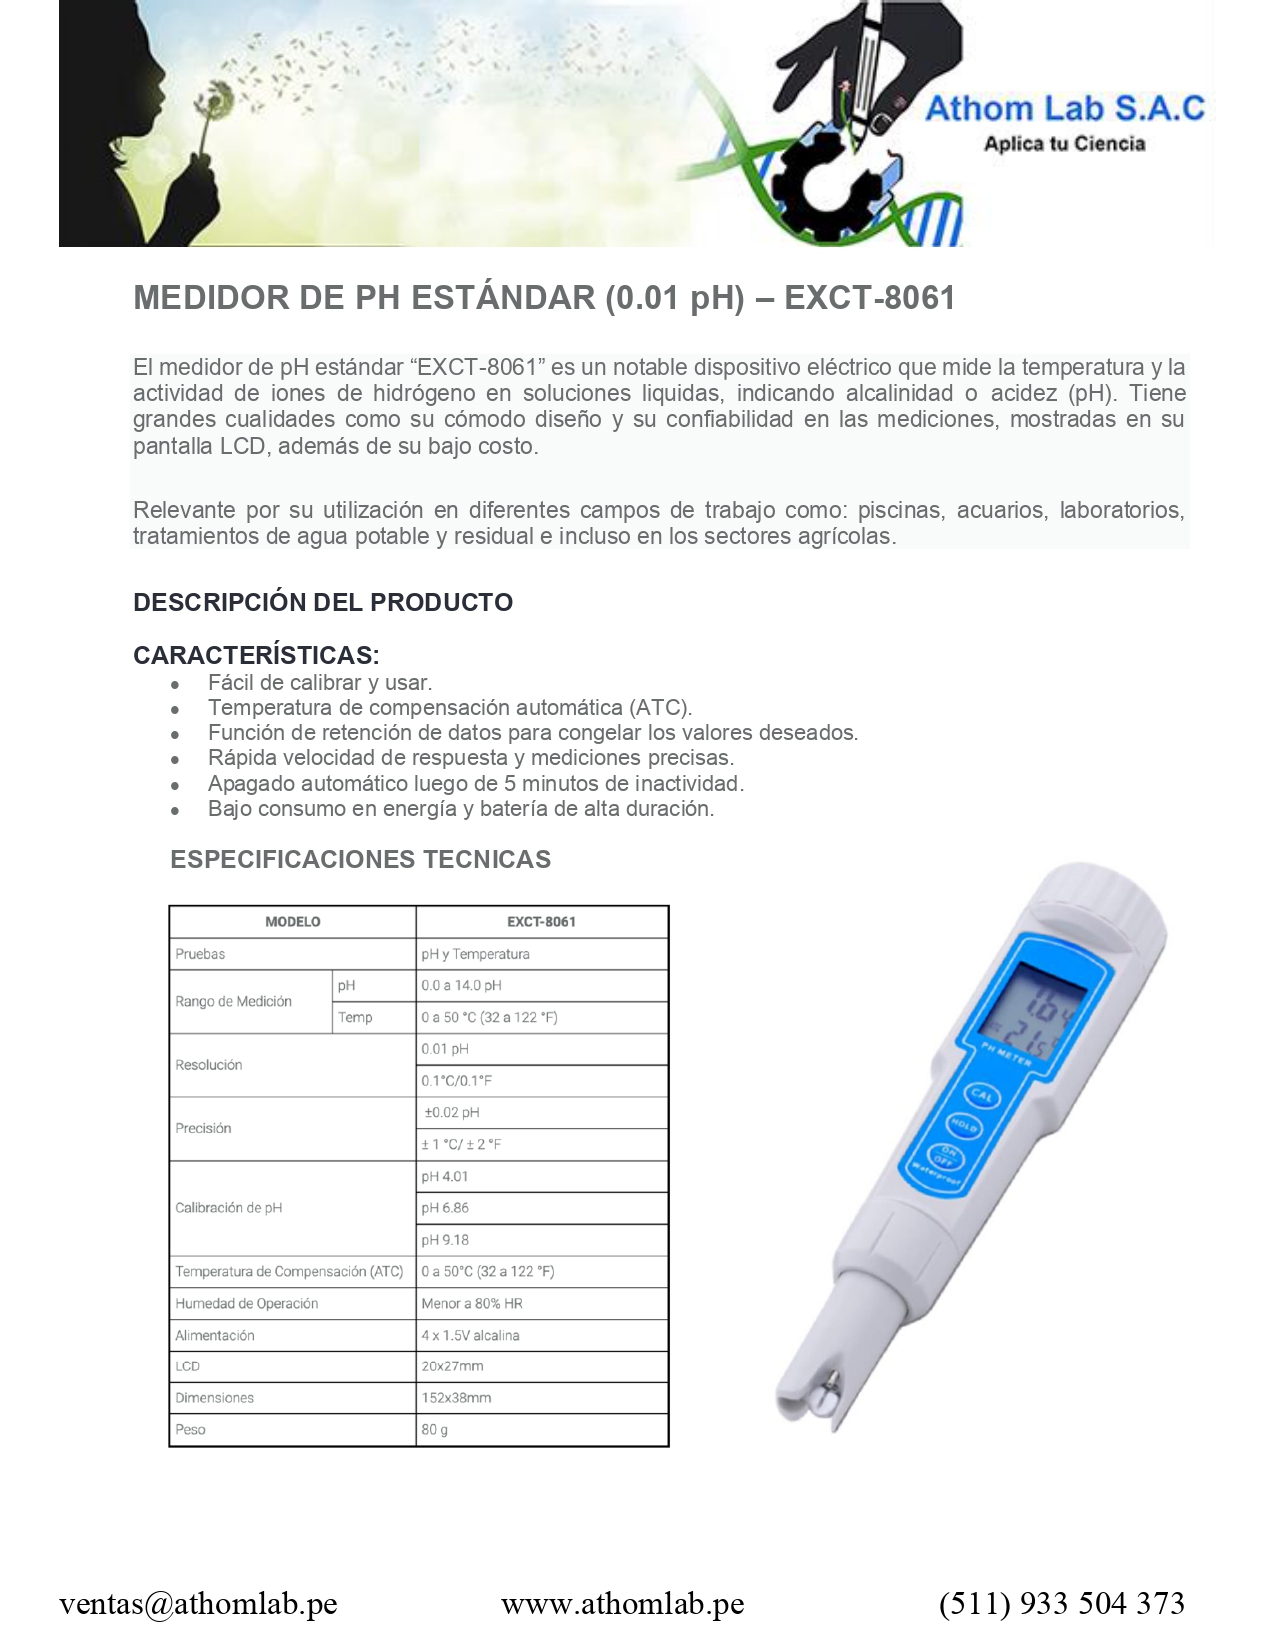 Athom Lab S.A.C
Aplica tu Ciencia
MEDIDOR DE PH ESTÁNDAR (0.01 pH) – EXCT-8061
El medidor de pH estándar “EXCT-8061” es un notable dispositivo eléctrico que mide la temperatura y la
actividad de iones de hidrógeno en soluciones liquidas, indicando alcalinidad o acidez (pH). Tiene
grandes cualidades como su cómodo diseño y su confiabilidad en las mediciones, mostradas en su
pantalla LCD, además de su bajo costo.
Relevante por su utilización en diferentes campos de trabajo como: piscinas, acuarios, laboratorios,
tratamientos de agua potable y residual e incluso en los sectores agrícolas.
DESCRIPCIÓN DEL PRODUCTO
CARACTERÍSTICAS:
• Fácil de calibrar y usar.
• Temperatura de compensación automática (ATC).
• Función de retención de datos para congelar los valores deseados.
• Rápida velocidad de respuesta y mediciones precisas.
• Apagado automático luego de 5 minutos de inactividad.
• Bajo consumo en energía y batería de alta duración.
ESPECIFICACIONES TECNICAS
MODELO EXCT-8061
Pruebas pH y Temperatura
Rango de Medición pH 0.0 a 14.0 pH
Temp 0 a 50 °C (32 a 122 °F)
Resolución 0.01 pH
0.1°C/0.1°F
Precisión ±0.02 pH
± 1 °C/ ± 2 °F
Calibración de pH pH 4.01
pH 6.86
pH 9.18
Temperatura de Compensación (ATC) 0 a 50°C (32 a 122 °F)
Humedad de Operación Menor a 80% HR
Alimentación 4 x 1.5V alcalina
LCD 20x27mm
Dimensiones 152x38mm
Peso 80 g
PH METER
CAL
HOLD
ON
OFF
Waterproof
ventas@athomlab.pe www.athomlab.pe (511) 933 504 373